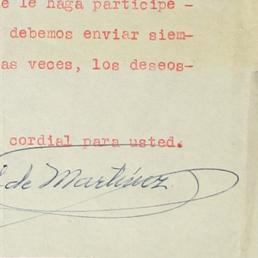 le haga participe -
debemos enviar siem-
as veces, los deseos-
cordial para usted.
de Martínez